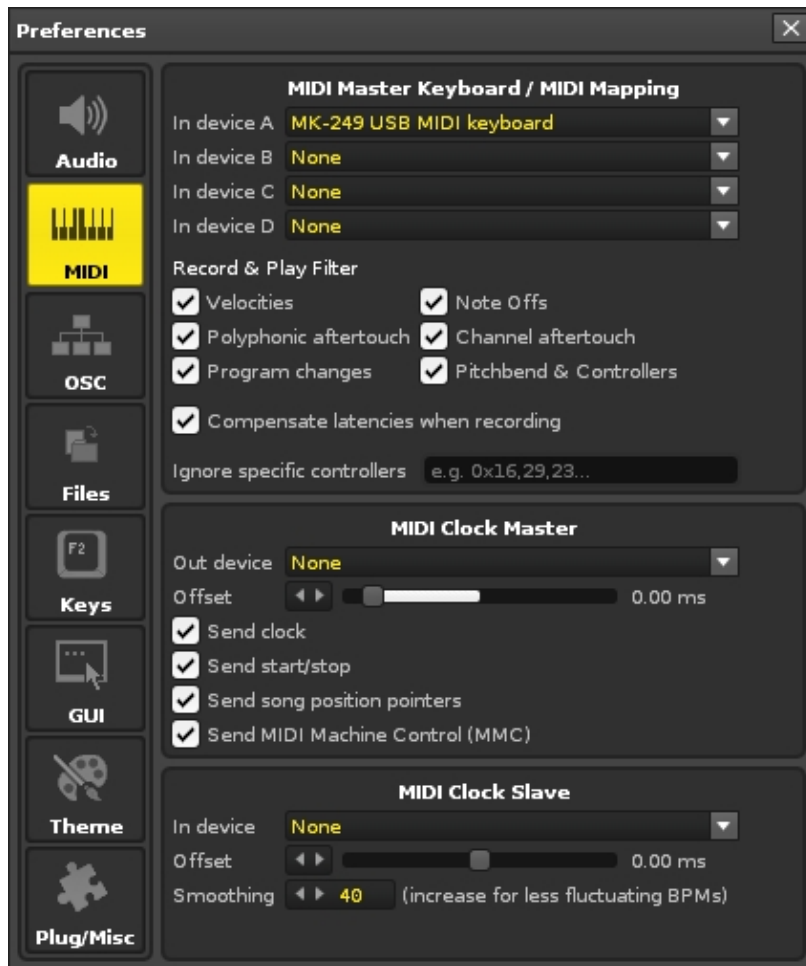 Preferences
Audio
MIDI
OSC
Files
F2
Keys
GUI
Theme
Plug/Misc
MIDI Master Keyboard / MIDI Mapping
In device A MK-249 USB MIDI keyboard
In device B None
In device C None
In device D None
Record & Play Filter
Velocities Note Offs
Polyphonic aftertouch Channel aftertouch
Program changes Pitchbend & Controllers
Compensate latencies when recording
Ignore specific controllers e.g. 0x16,29,23...
MIDI Clock Master
Out device None
Offset 0.00 ms
Send clock
Send start/stop
Send song position pointers
Send MIDI Machine Control (MMC)
MIDI Clock Slave
In device None
Offset 0.00 ms
Smoothing 40 (increase for less fluctuating BPMs)